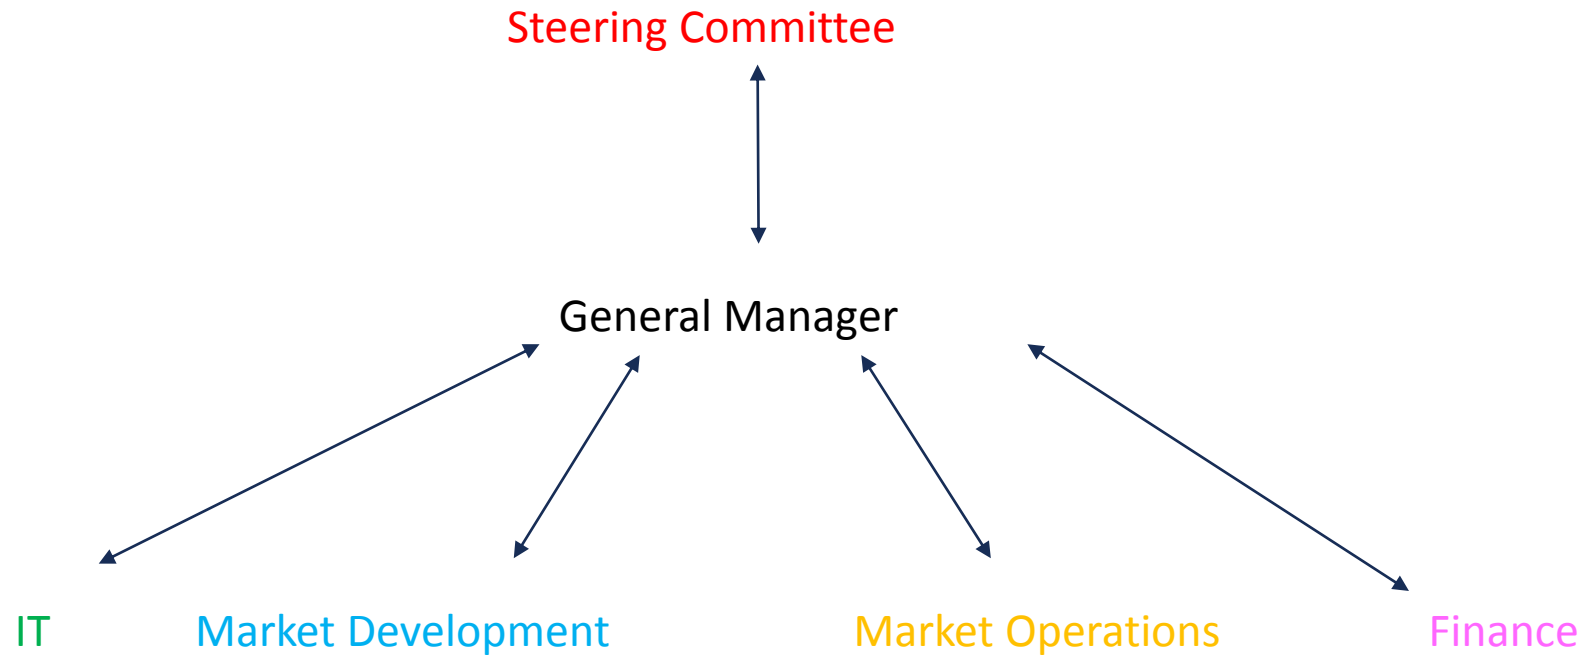 Steering Committee
General Manager
IT
Market Development
Market Operations
Finance